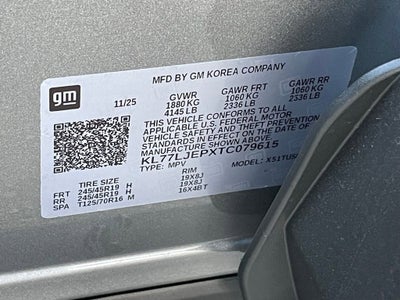 gm
MFD BY GM KOREA COMPANY
11/25 GVWR GAWR FRT GAWR RR
1880 KG 1060 KG 1060 KG
4145 LB 2336 LB 2336 LB
THIS VEHICLE CONFORMS TO ALL
APPLICABLE U.S. FEDERAL MOTOR
VEHICLE SAFETY AND THEFT PREVENTION
STANDARDS IN EFFECT ON THE DATE OF
MANUFACTURE SHOWN ABOVE.
KL77LJEPXTC079615
TYPE: MPV MODEL:
TIRE SIZE RIM
FRT 245/45R19 H 19X8J
RR 245/45R19 H 19X8J
SPA T125/70R16 M 16X4BT